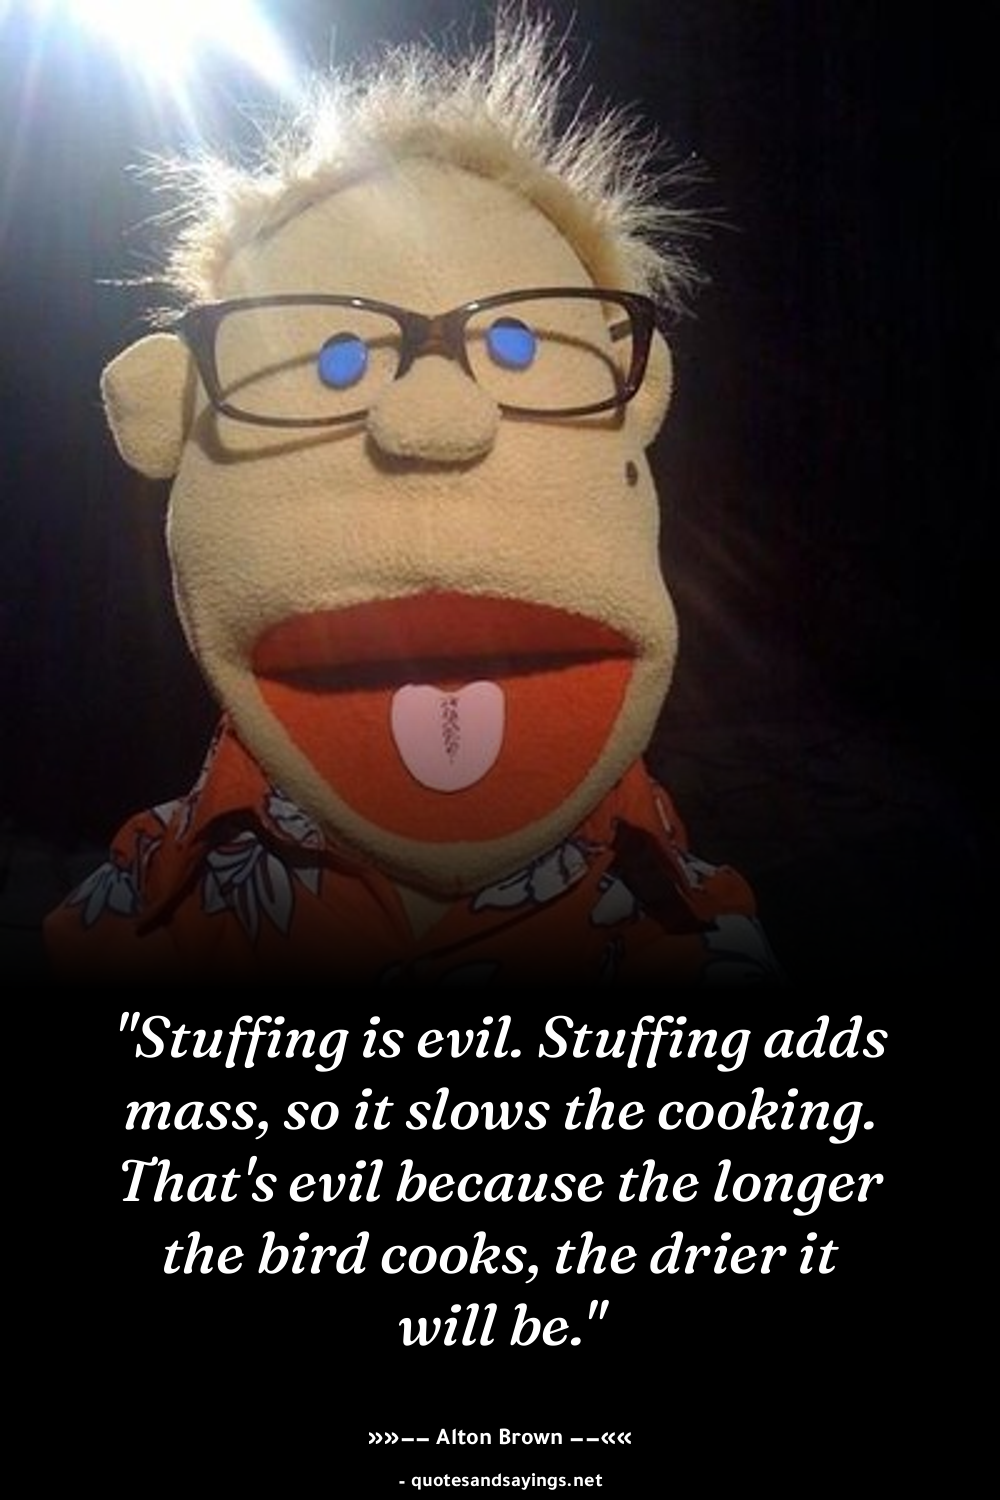 "Stuffing is evil. Stuffing adds
mass, so it slows the cooking.
That's evil because the longer
the bird cooks, the drier it
will be."
»»–– Alton Brown ––««
- quotesandsayings.net